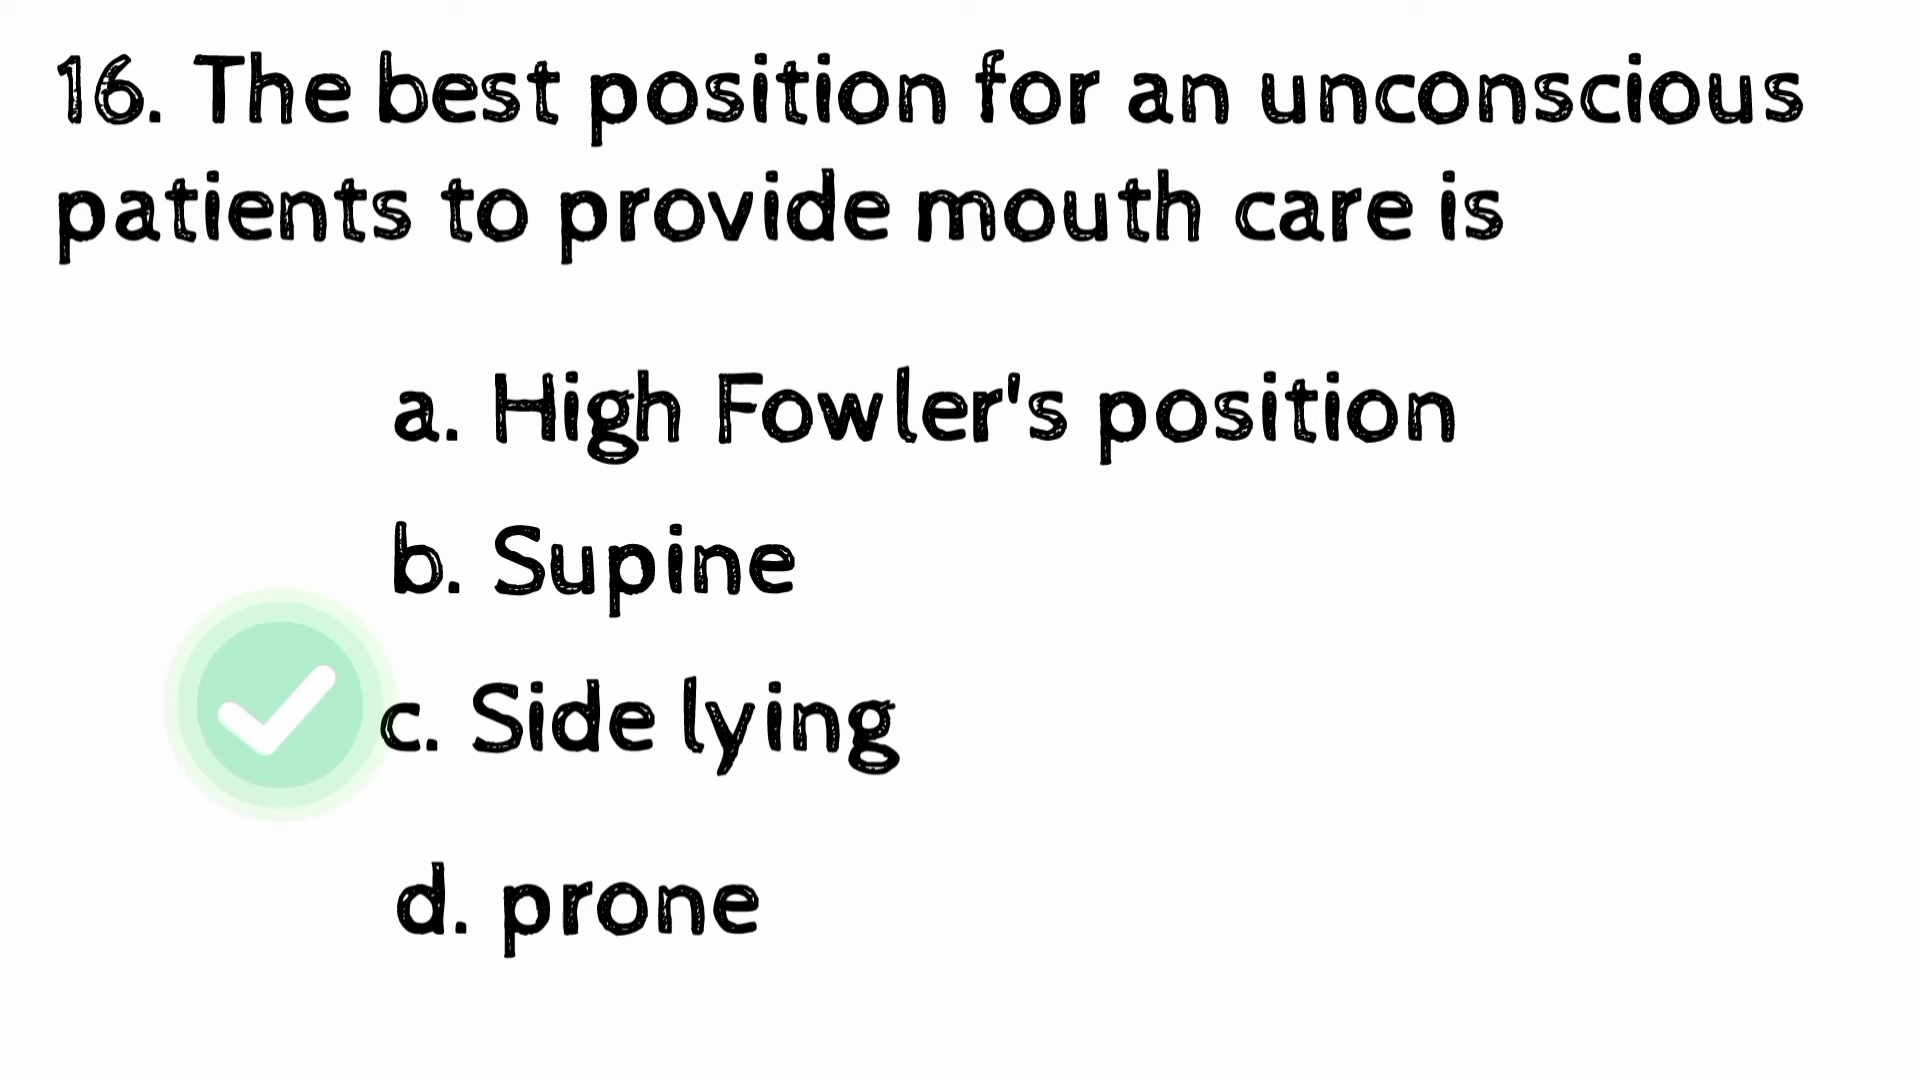 16. The best position for an unconscious
patients to provide mouth care is
a. High Fowler's position
b. Supine
c. Side lying
d. prone